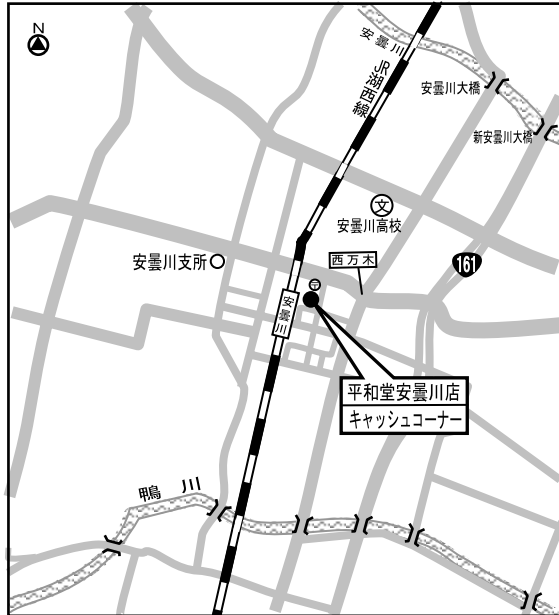 N
安曇川
JR湖西線
安曇川大橋
新安曇川大橋
文
安曇川高校
西万木
161
安曇川支所
〒
安曇川
平和堂安曇川店
キャッシュコーナー
鴨川